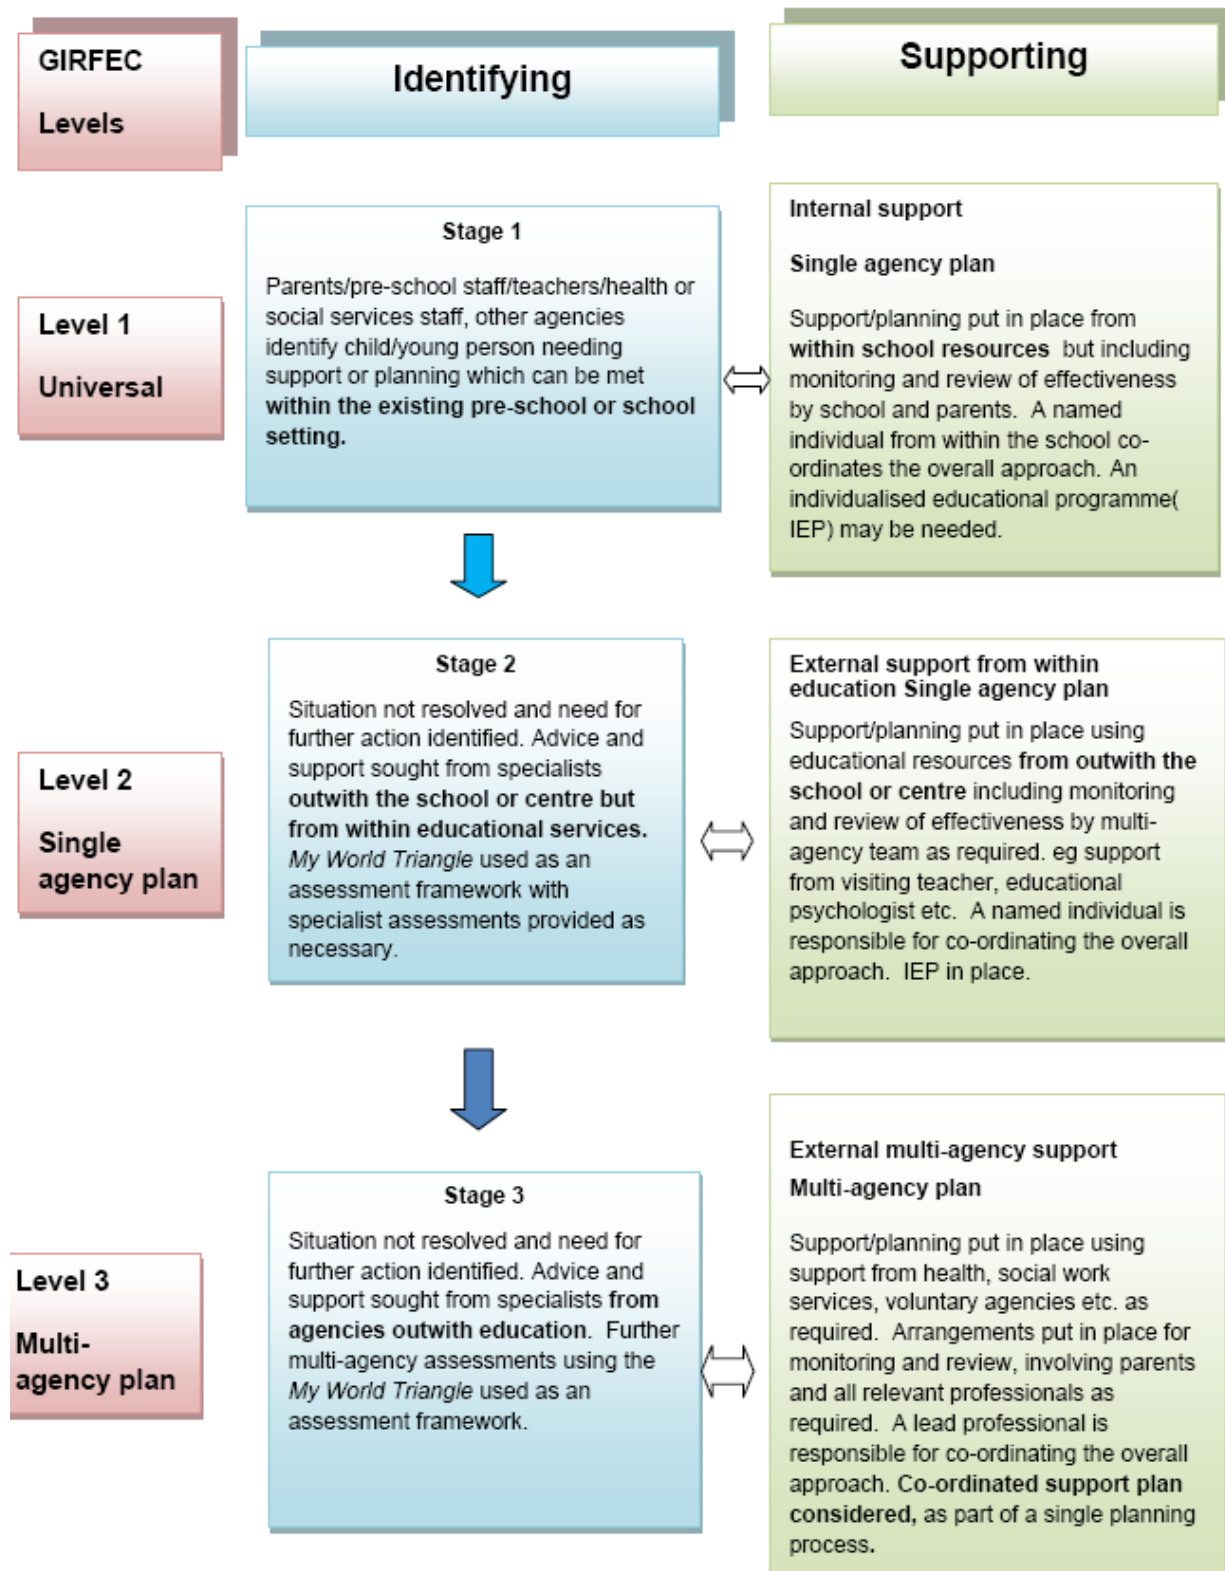 GIRFEC
Levels
Identifying
Supporting
Level 1
Universal
Stage 1
Parents/pre-school staff/teachers/health or
social services staff, other agencies
identify child/young person needing
support or planning which can be met
within the existing pre-school or school
setting.
Internal support
Single agency plan
Support/planning put in place from
within school resources but including
monitoring and review of effectiveness
by school and parents. A named
individual from within the school co-
ordinates the overall approach. An
individualised educational programme(
IEP) may be needed.
Level 2
Single
agency plan
Stage 2
Situation not resolved and need for
further action identified. Advice and
support sought from specialists
outwith the school or centre but
from within educational services.
My World Triangle used as an
assessment framework with
specialist assessments provided as
necessary.
External support from within
education Single agency plan
Support/planning put in place using
educational resources from outwith the
school or centre including monitoring
and review of effectiveness by multi-
agency team as required. eg support
from visiting teacher, educational
psychologist etc. A named individual is
responsible for co-ordinating the overall
approach. IEP in place.
Level 3
Multi-
agency plan
Stage 3
Situation not resolved and need for
further action identified. Advice and
support sought from specialists from
agencies outwith education. Further
multi-agency assessments using the
My World Triangle used as an
assessment framework.
External multi-agency support
Multi-agency plan
Support/planning put in place using
support from health, social work
services, voluntary agencies etc. as
required. Arrangements put in place for
monitoring and review, involving parents
and all relevant professionals as
required. A lead professional is
responsible for co-ordinating the overall
approach. Co-ordinated support plan
considered, as part of a single planning
process.